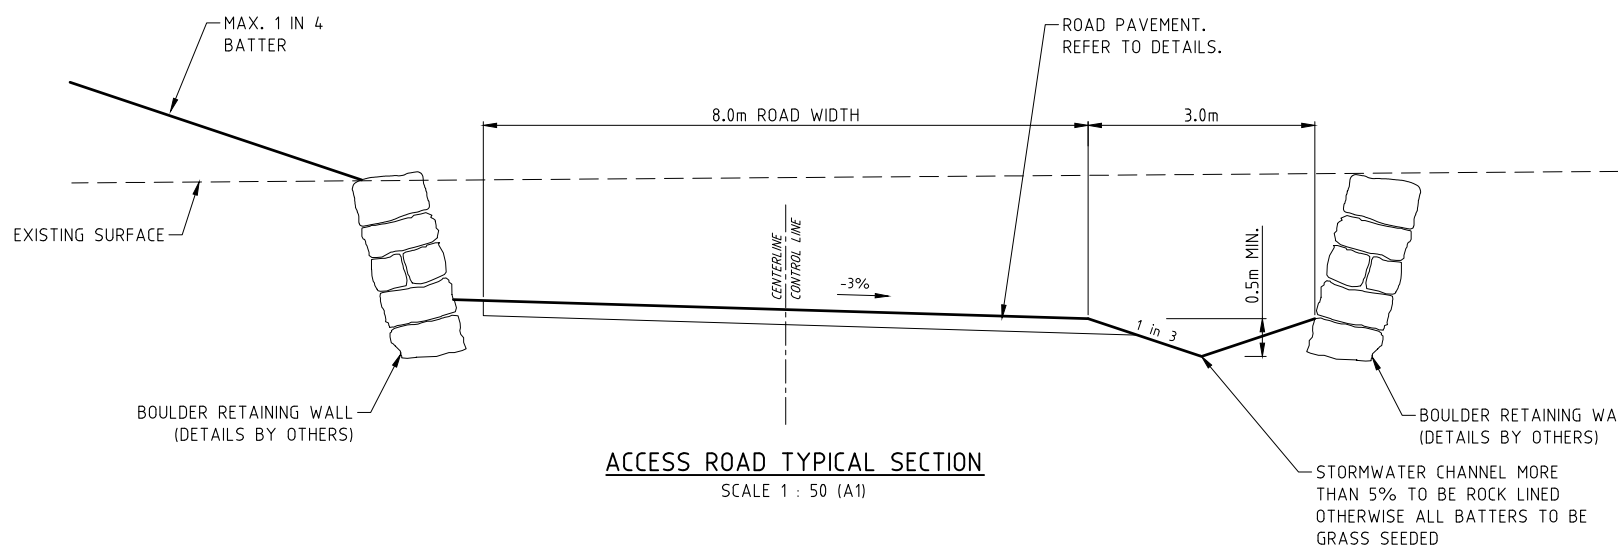 MAX. 1 IN 4
BATTER
ROAD PAVEMENT.
REFER TO DETAILS.
8.0m ROAD WIDTH
3.0m
EXISTING SURFACE
CENTERLINE
CONTROL LINE
-3%
0.5m MIN.
1 in 3
BOULDER RETAINING WALL
(DETAILS BY OTHERS)
BOULDER RETAINING WA
(DETAILS BY OTHERS)
ACCESS ROAD TYPICAL SECTION
SCALE 1 : 50 (A1)
STORMWATER CHANNEL MORE
THAN 5% TO BE ROCK LINED
OTHERWISE ALL BATTERS TO BE
GRASS SEEDED